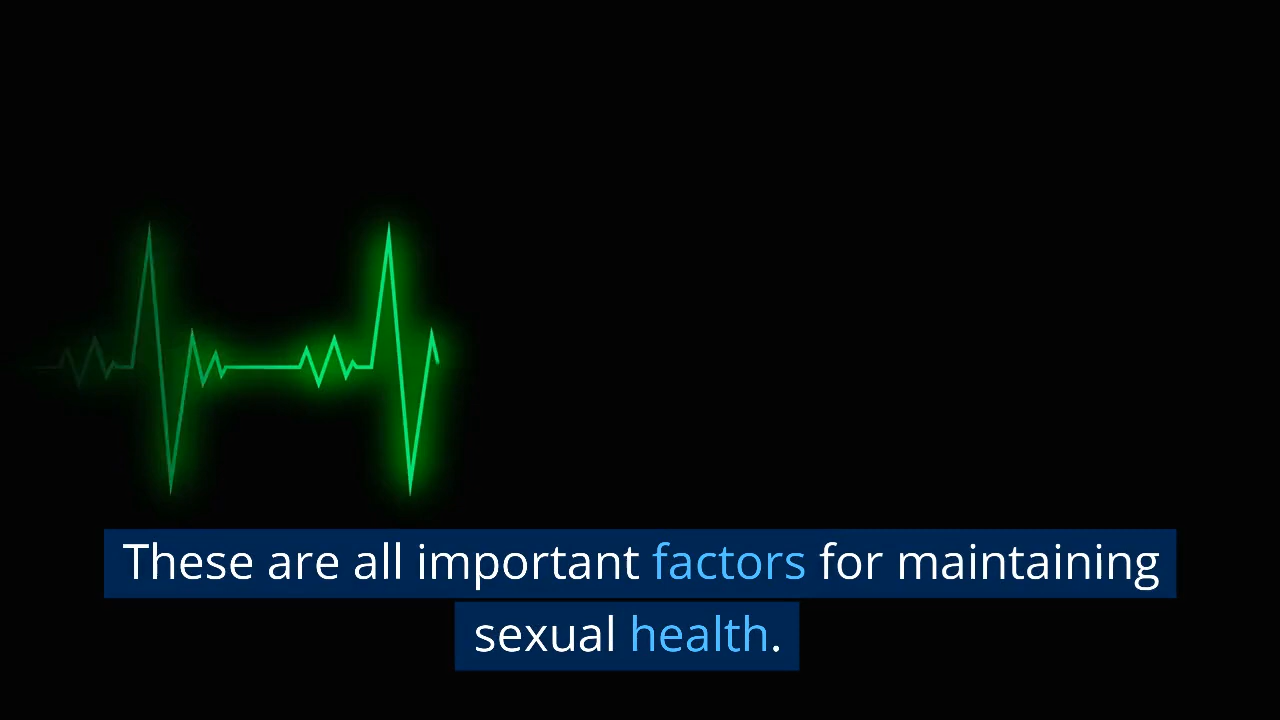 These are all important factors for maintaining
sexual health.